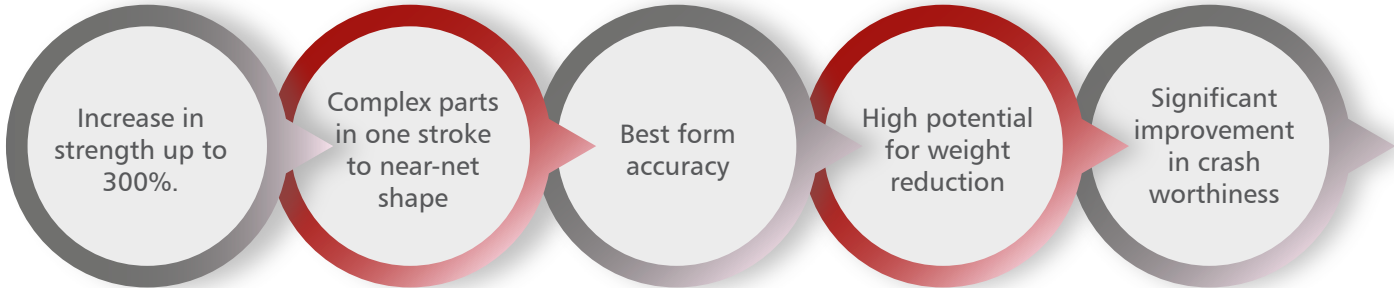 Increase in
strength up to
300%.
Complex parts
in one stroke
to near-net
shape
Best form
accuracy
High potential
for weight
reduction
Significant
improvement
in crash
worthiness